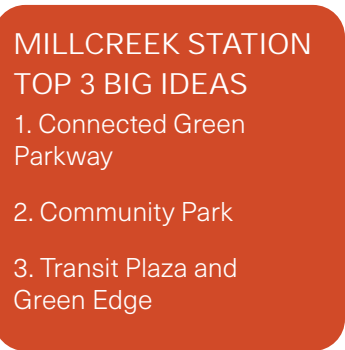 MILLCREEK STATION
TOP 3 BIG IDEAS
1. Connected Green
Parkway
2. Community Park
3. Transit Plaza and
Green Edge